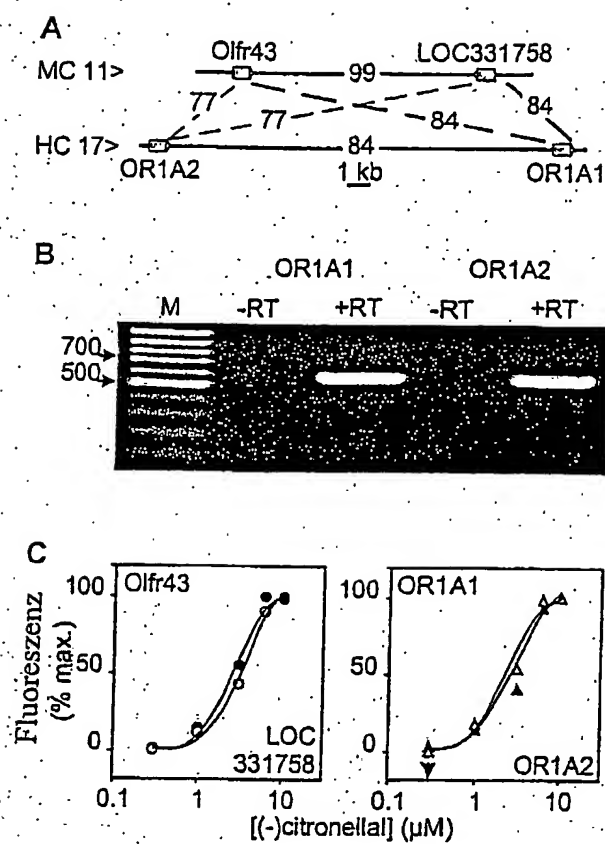 A
Olfr43 LOC331758
MC 11> 99
77 77 84 84
HC 17> 84
OR1A2 1 kb OR1A1
B
OR1A1 OR1A2
M -RT +RT -RT +RT
700
500
C
Olfr43 OR1A1
100 100
50 50
0 0
LOC
331758 OR1A2
0.1 1 10 0.1 1 10
Fluoreszenz
(% max.)
[(-)citronellal] (µM)